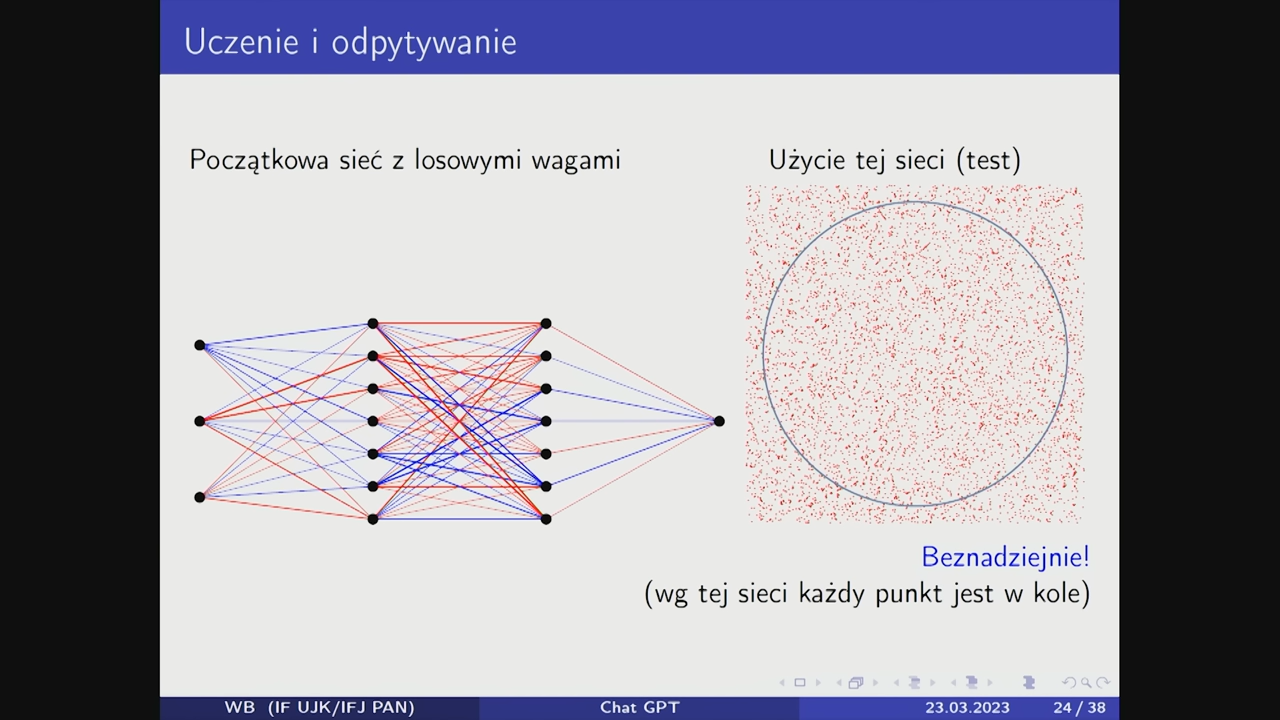 Uczenie i odpytywanie
Początkowa sieć z losowymi wagami
Użycie tej sieci (test)
Beznadziejnie!
(wg tej sieci każdy punkt jest w kole)
WB (IF UJK/IFJ PAN)
Chat GPT
23.03.2023
24 / 38